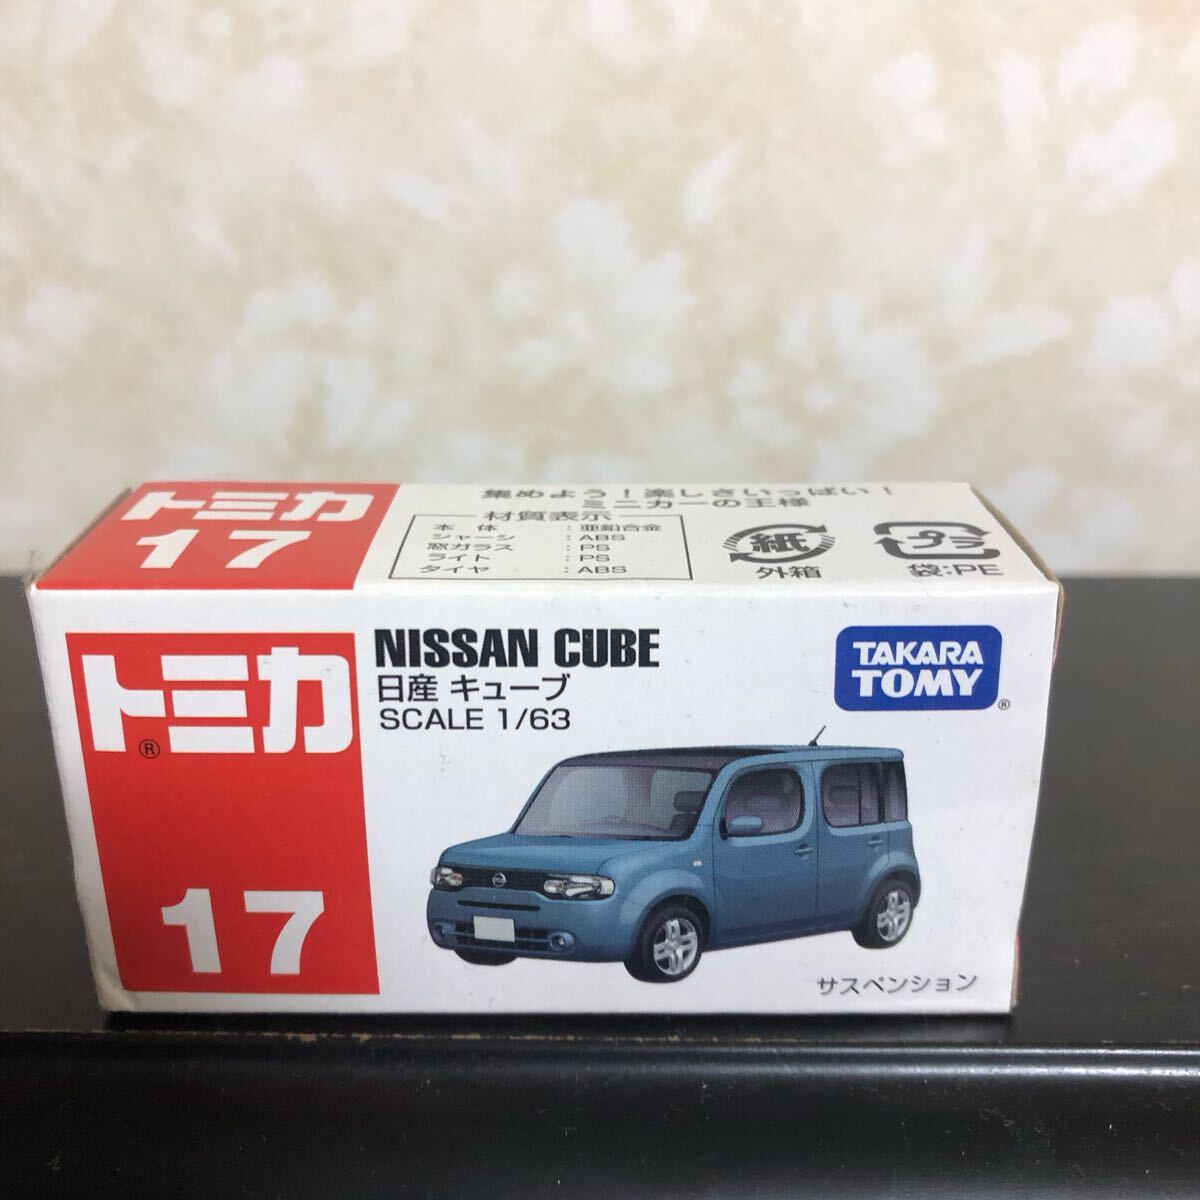 トミカ
17
集めよう！楽しさいっぱい！
ミニカーの王様
材質表示
本体：亜鉛合金
シャーシ：ABS
窓ガラス：PS
ライト：PS
タイヤ：ABS
紙
外箱
プラ
袋:PE
トミカ®
17
NISSAN CUBE
日産 キューブ
SCALE 1/63
TAKARA
TOMY®
サスペンション